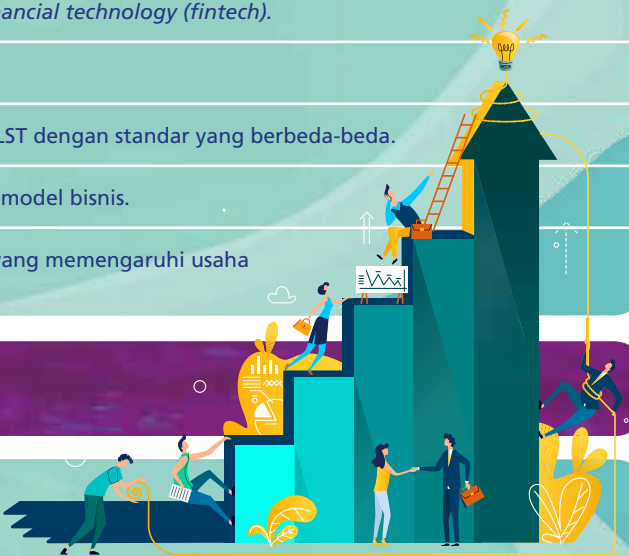 ancial technology (fintech).
LST dengan standar yang berbeda-beda.
model bisnis.
ang memengaruhi usaha